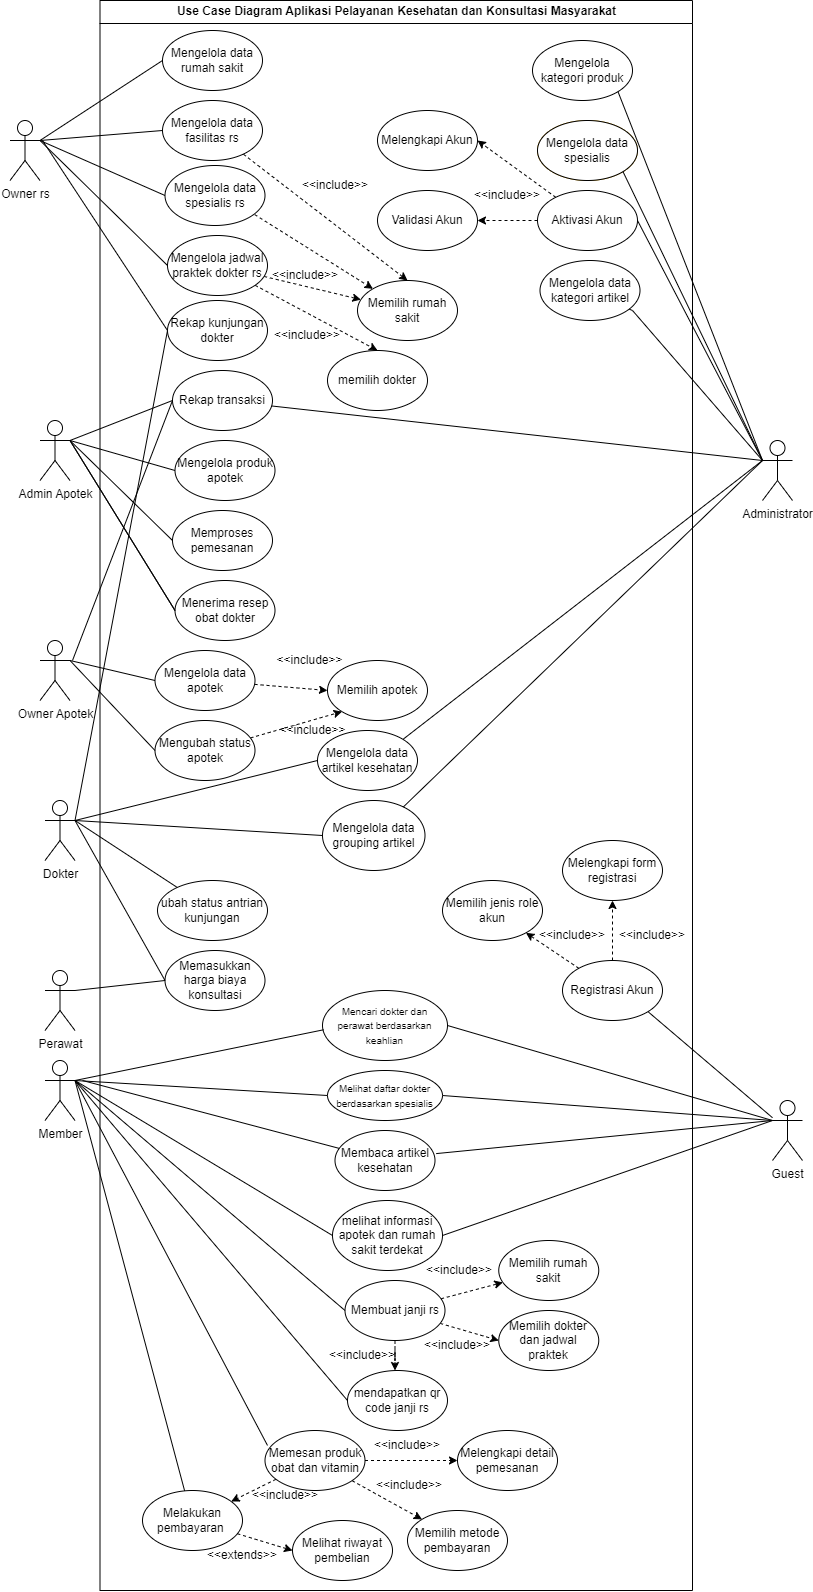 Use Case Diagram Aplikasi Pelayanan Kesehatan dan Konsultasi Masyarakat
Mengelola data
rumah sakit
Mengelola
kategori produk
Mengelola data
fasilitas rs
Melengkapi Akun
Mengelola data
spesialis
Owner rs
<<include>>
<<include>>
Mengelola data
spesialis rs
Validasi Akun
Aktivasi Akun
Mengelola jadwal
praktek dokter rs
<<include>>
Mengelola data
kategori artikel
Memilih rumah
sakit
Rekap kunjungan
dokter
<<include>>
memilih dokter
Rekap transaksi
Admin Apotek
Mengelola produk
apotek
Administrator
Memproses
pemesanan
Menerima resep
obat dokter
Owner Apotek
Mengelola data
apotek
<<include>>
Memilih apotek
Mengubah status
apotek
<<include>>
Mengelola data
artikel kesehatan
Mengelola data
grouping artikel
Dokter
Melengkapi form
registrasi
ubah status antrian
kunjungan
Memilih jenis role
akun
<<include>>
<<include>>
Memasukkan
harga biaya
konsultasi
Registrasi Akun
Perawat
Mencari dokter dan
perawat berdasarkan
keahlian
Member
Melihat daftar dokter
berdasarkan spesialis
Membaca artikel
kesehatan
Guest
melihat informasi
apotek dan rumah
sakit terdekat
<<include>>
Memilih rumah
sakit
Membuat janji rs
<<include>>
<<include>>
Memilih dokter
dan jadwal
praktek
mendapatkan qr
code janji rs
Memesan produk
obat dan vitamin
<<include>>
Melengkapi detail
pemesanan
<<include>>
<<include>>
Melakukan
pembayaran
Memilih metode
pembayaran
<<extends>>
Melihat riwayat
pembelian